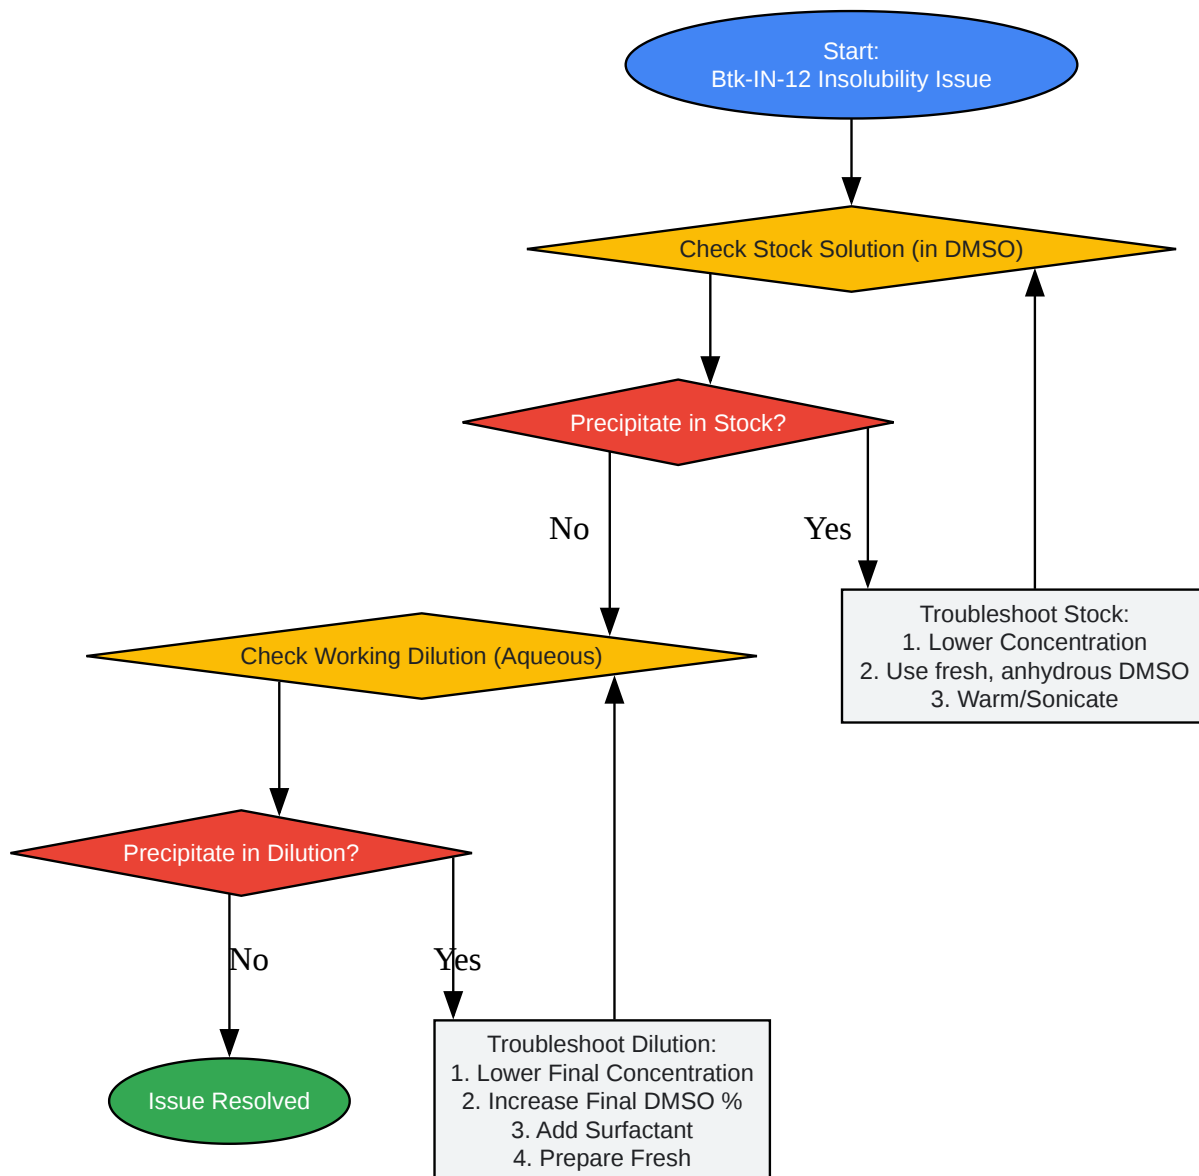 Start:
Btk-IN-12 Insolubility Issue
Check Stock Solution (in DMSO)
Precipitate in Stock?
No
Yes
Troubleshoot Stock:
1. Lower Concentration
2. Use fresh, anhydrous DMSO
3. Warm/Sonicate
Check Working Dilution (Aqueous)
Precipitate in Dilution?
No
Yes
Issue Resolved
Troubleshoot Dilution:
1. Lower Final Concentration
2. Increase Final DMSO %
3. Add Surfactant
4. Prepare Fresh